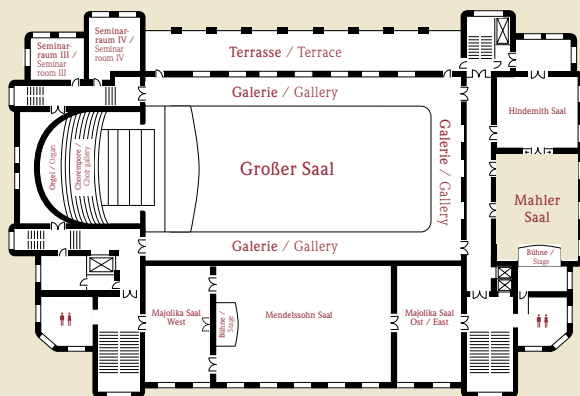 Seminar-
raum III /
Seminar
room III
Seminar-
raum IV /
Seminar
room IV
Terrasse / Terrace
Galerie / Gallery
Hindemith Saal
Orgel / Organ
Chorempore /
Choir gallery
Großer Saal
Galerie / Gallery
Mahler
Saal
Galerie / Gallery
Bühne /
Stage
Majolika Saal
West
Bühne /
Stage
Mendelssohn Saal
Majolika Saal
Ost / East